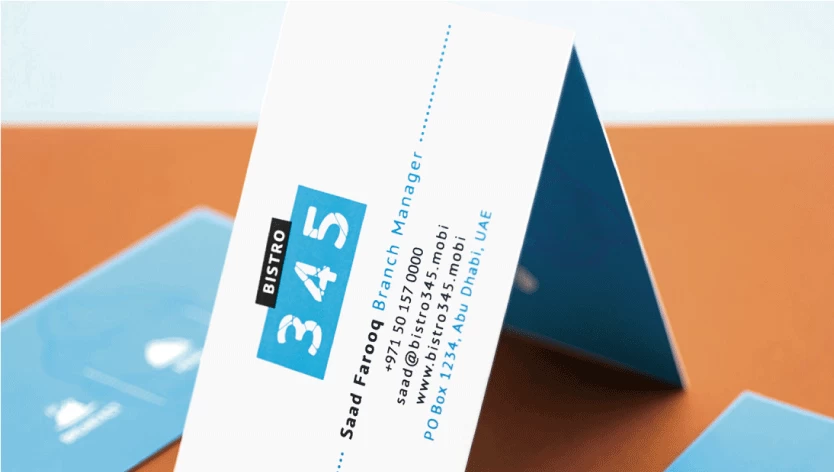 BISTRO
345
Saad Farooq Branch Manager
+971 50 157 0000
saad@bistro345.mobi
www.bistro345.mobi
PO Box 1234, Abu Dhabi, UAE